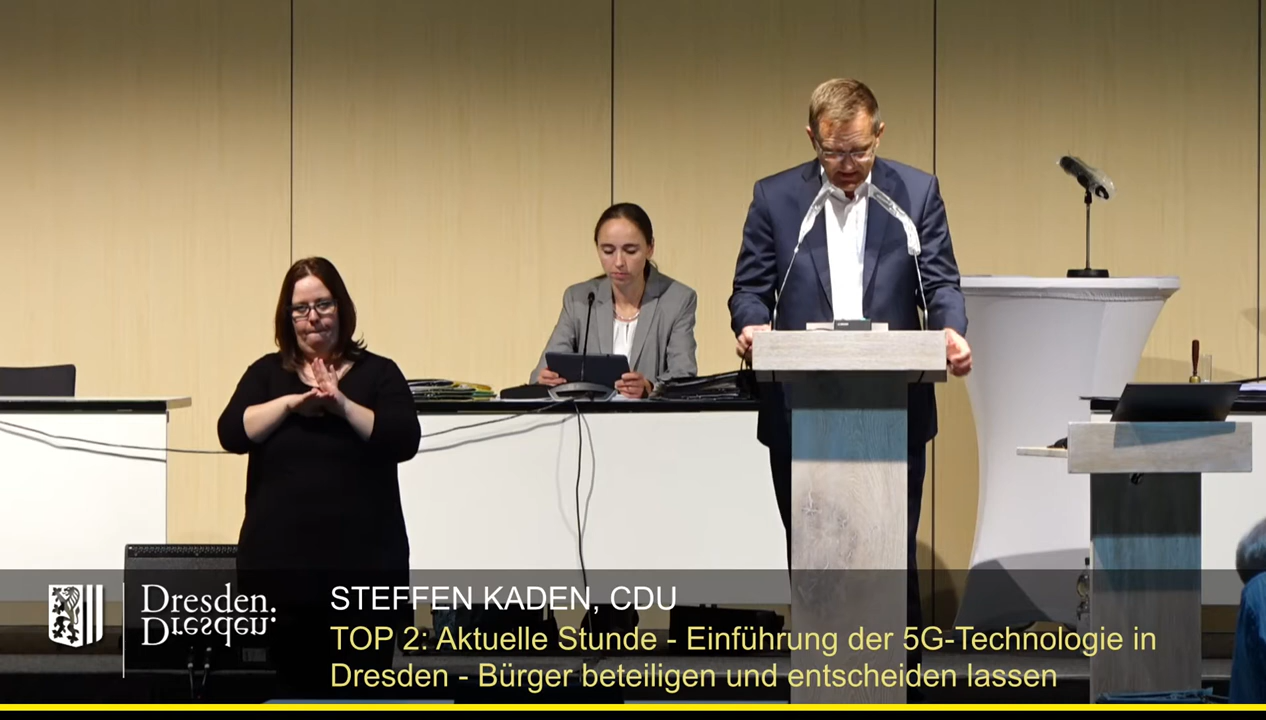 Dresden.
Dresden.
STEFFEN KADEN, CDU
TOP 2: Aktuelle Stunde - Einführung der 5G-Technologie in
Dresden - Bürger beteiligen und entscheiden lassen